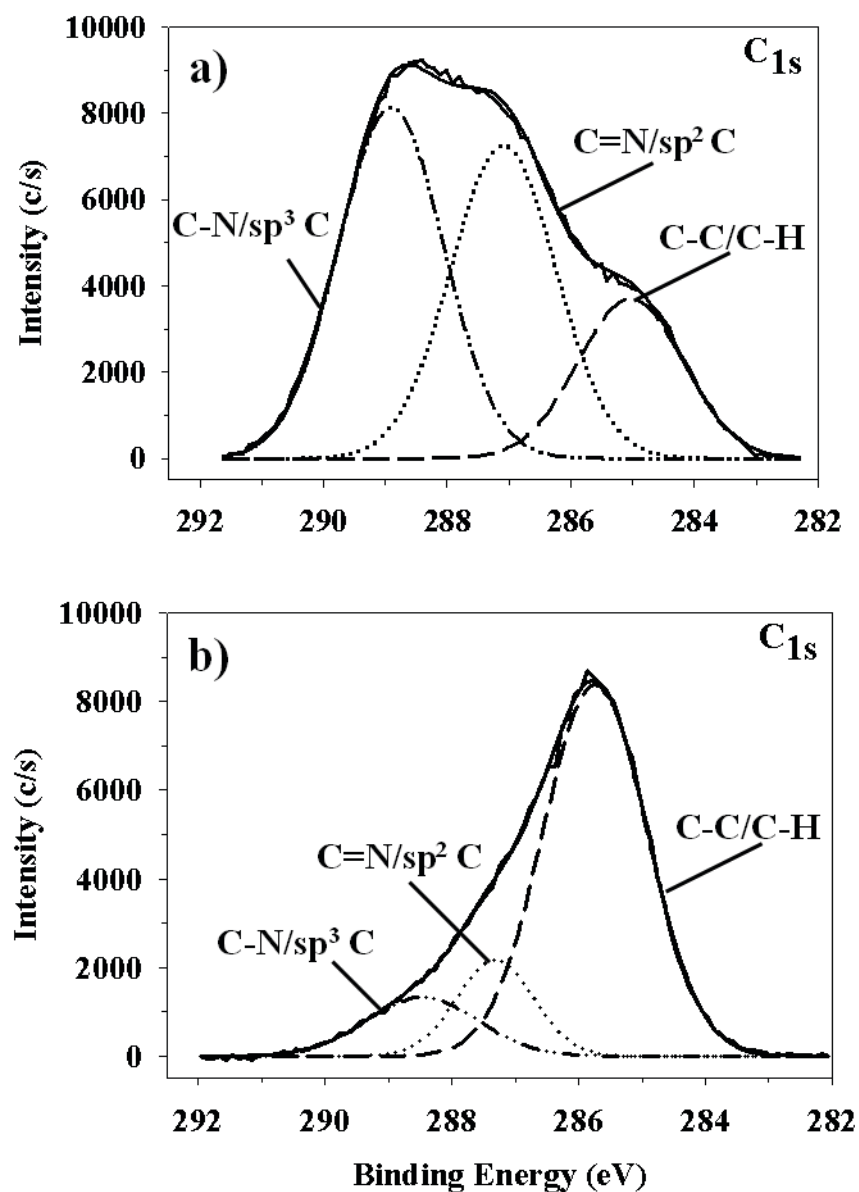 a)
C1s
Intensity (c/s)
10000
8000
6000
4000
2000
0
C-N/sp³ C
C=N/sp² C
C-C/C-H
292 290 288 286 284 282
b)
C1s
Intensity (c/s)
10000
8000
6000
4000
2000
0
C-N/sp³ C
C=N/sp² C
C-C/C-H
292 290 288 286 284 282
Binding Energy (eV)